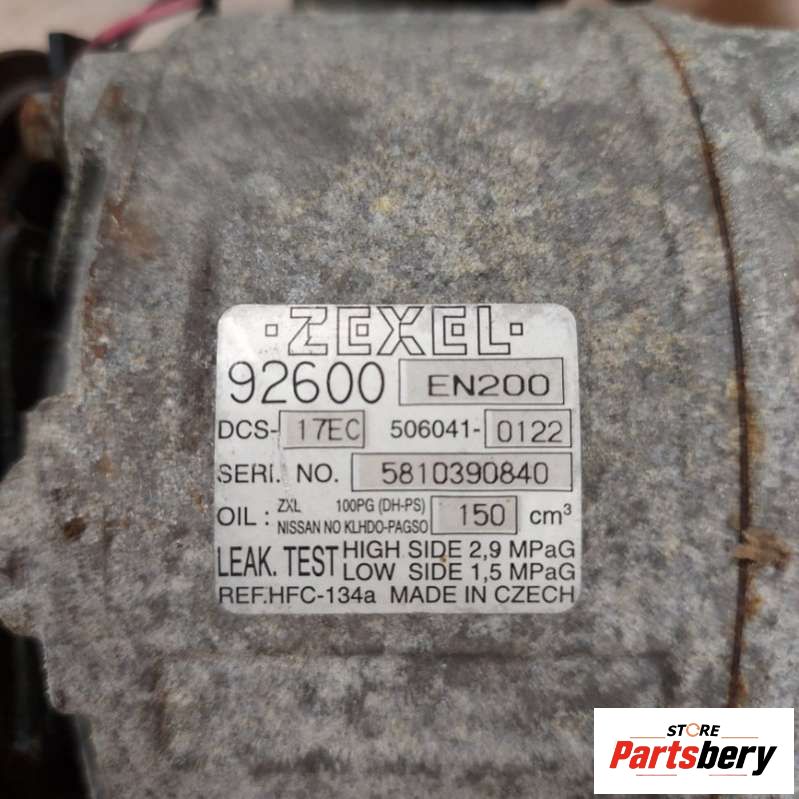 ·ZEXEL·
92600 EN200
DCS- 17EC 506041- 0122
SERI. NO. 5810390840
OIL : ZXL 100PG (DH-PS) 150 cm³
NISSAN NO KLHDO-PAGSO
LEAK. TEST HIGH SIDE 2,9 MPaG
LOW SIDE 1,5 MPaG
REF.HFC-134a MADE IN CZECH
STORE
Partsbery